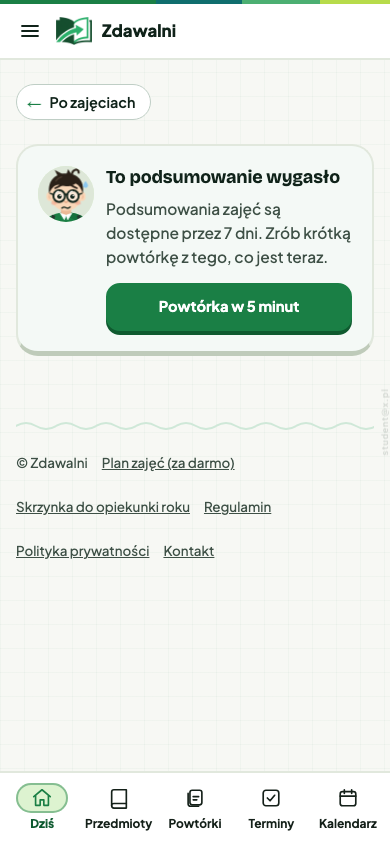 Zdawalni
← Po zajęciach
To podsumowanie wygasło
Podsumowania zajęć są
dostępne przez 7 dni. Zrób krótką
powtórkę z tego, co jest teraz.
Powtórka w 5 minut
student@z.pl
© Zdawalni Plan zajęć (za darmo)
Skrzynka do opiekunki roku Regulamin
Polityka prywatności Kontakt
Dziś Przedmioty Powtórki Terminy Kalendarz